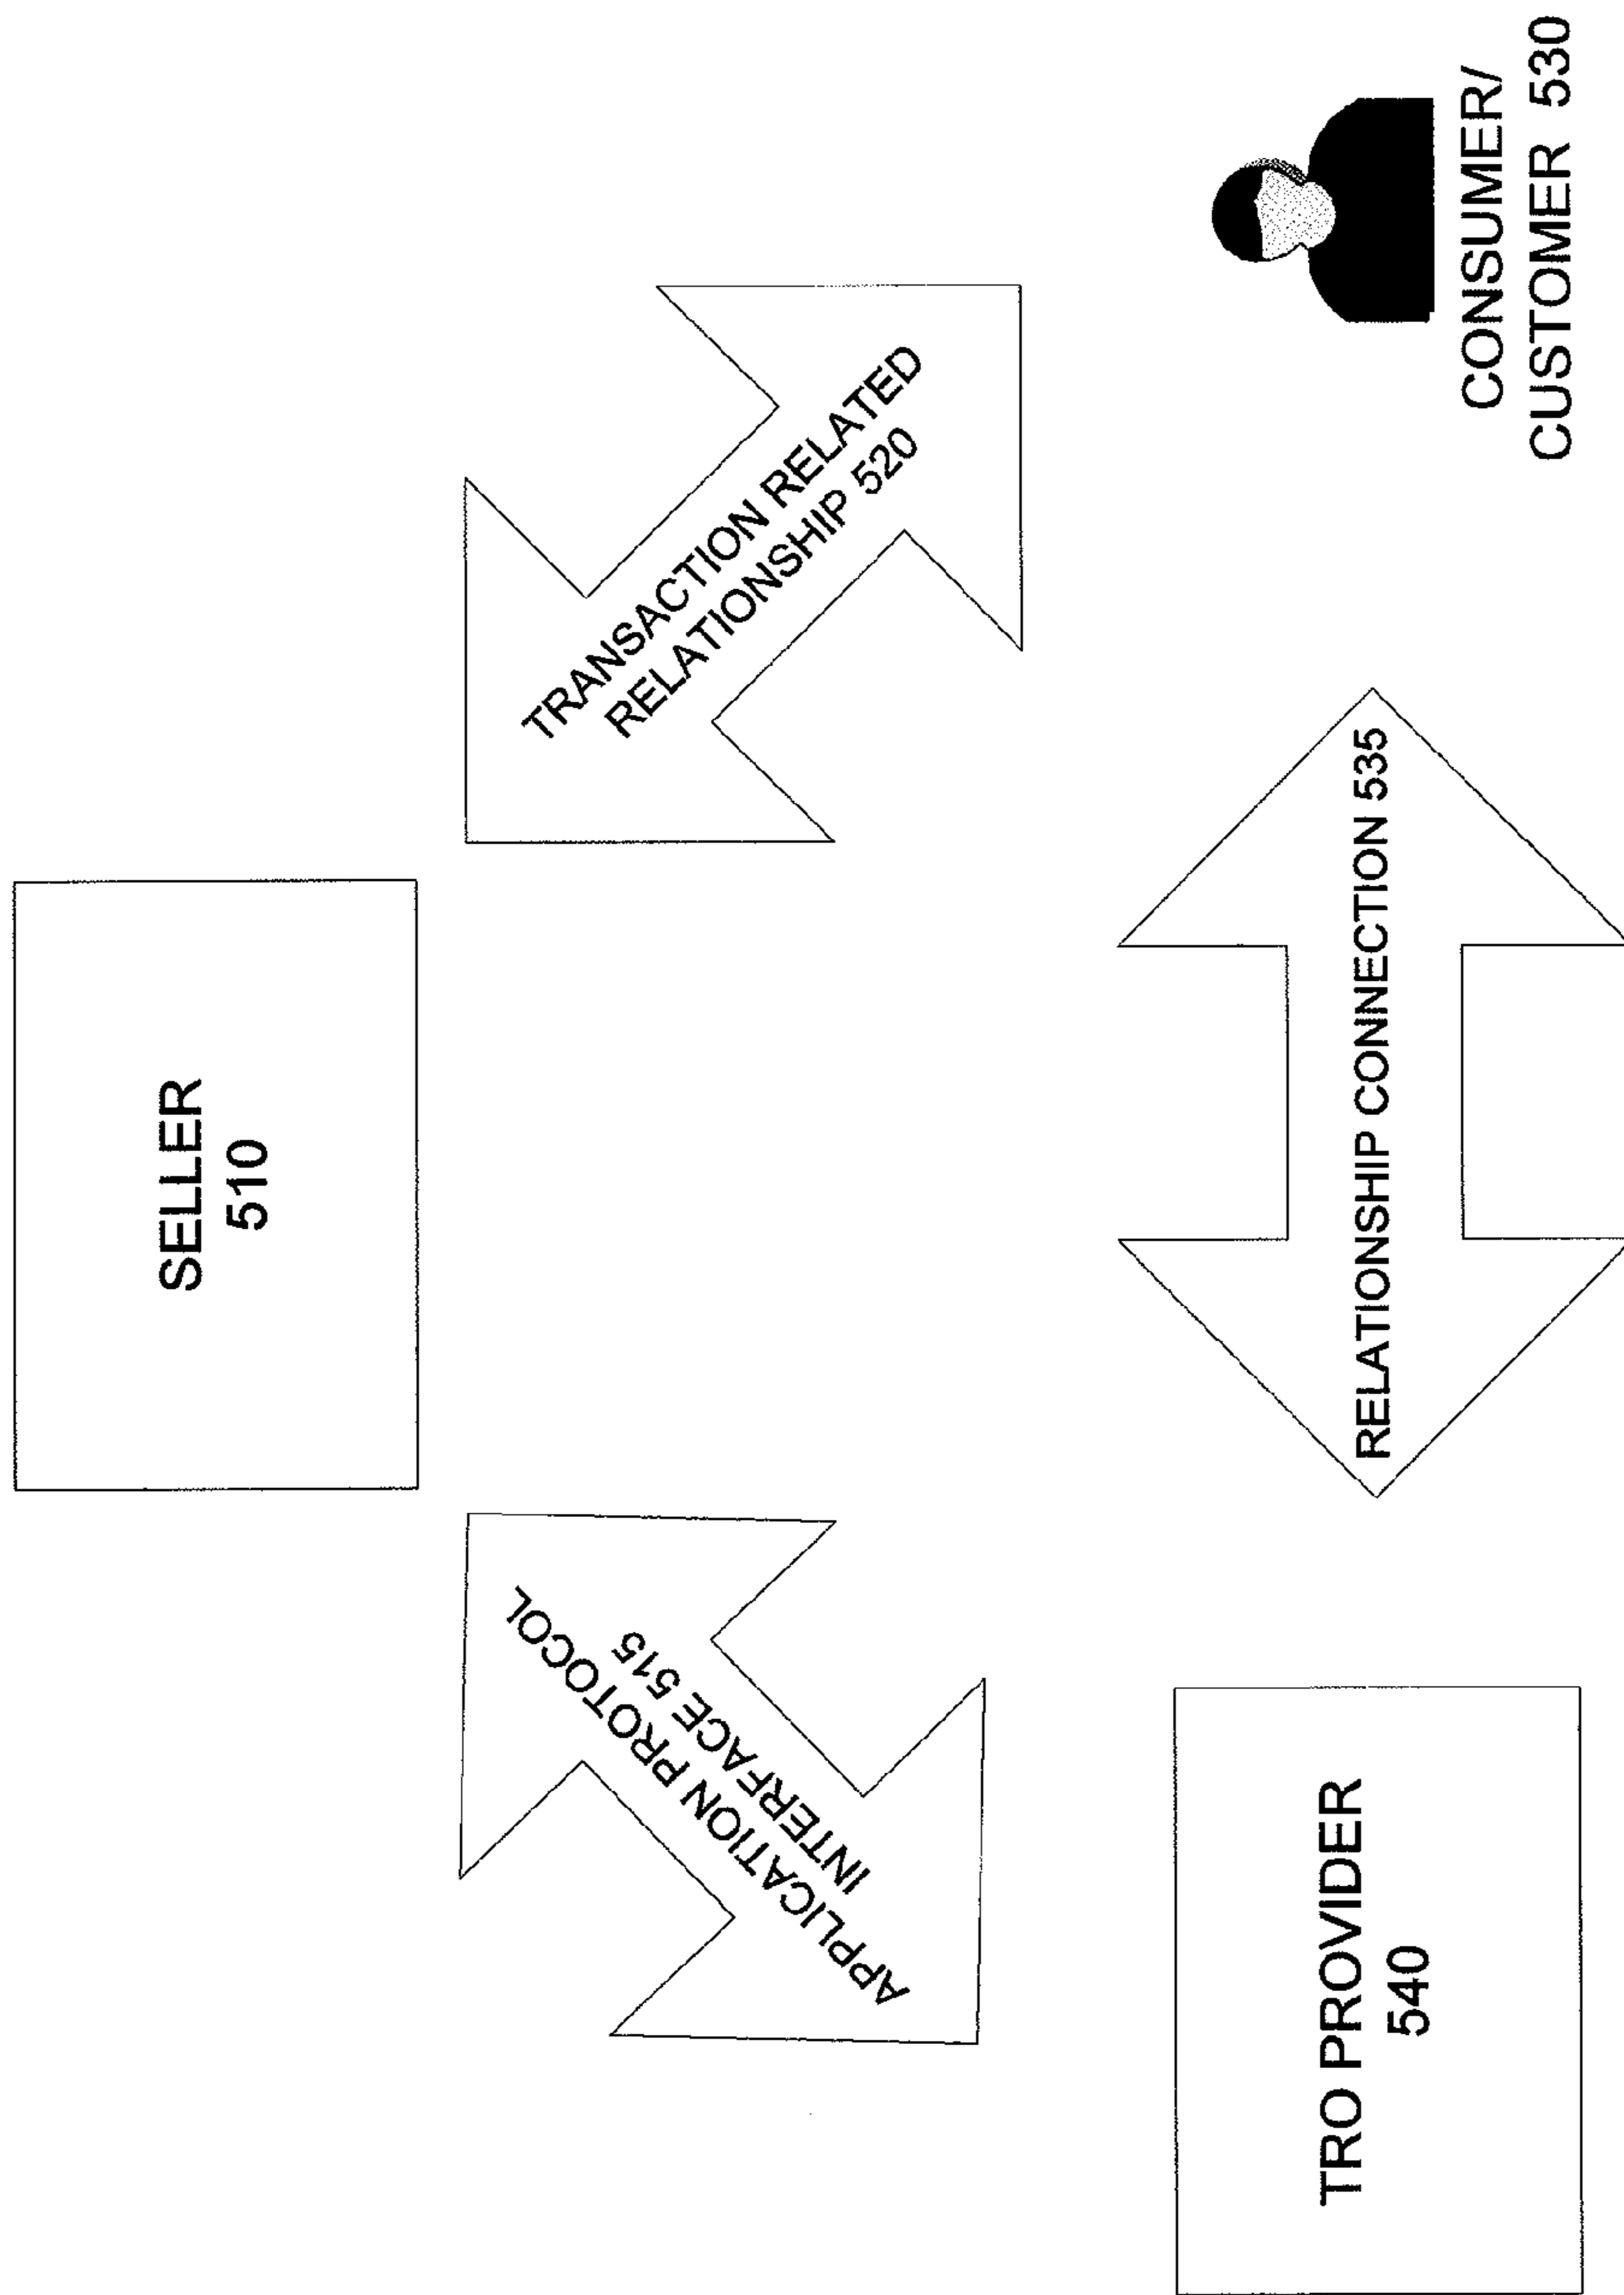 SELLER
510
APPLICATION PROTOCOL
INTERFACE 515
TRANSACTION RELATED
RELATIONSHIP 520
TRO PROVIDER
540
RELATIONSHIP CONNECTION 535
CONSUMER/
CUSTOMER 530